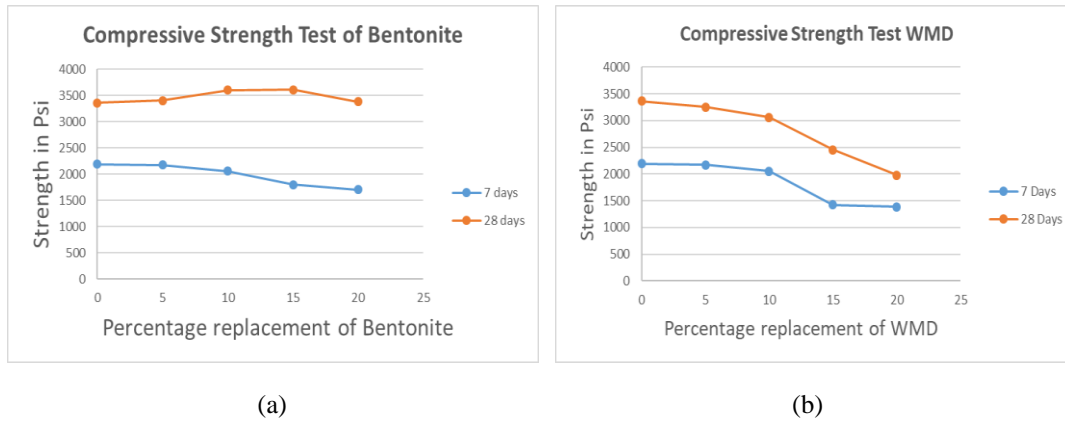 Compressive Strength Test of Bentonite
4000
3500
3000
2500
2000
1500
1000
500
0
Strength in Psi
0 5 10 15 20 25
Percentage replacement of Bentonite
7 days
28 days
(a)
Compressive Strength Test WMD
4000
3500
3000
2500
2000
1500
1000
500
0
Strength in Psi
0 5 10 15 20 25
Percentage replacement of WMD
7 Days
28 Days
(b)